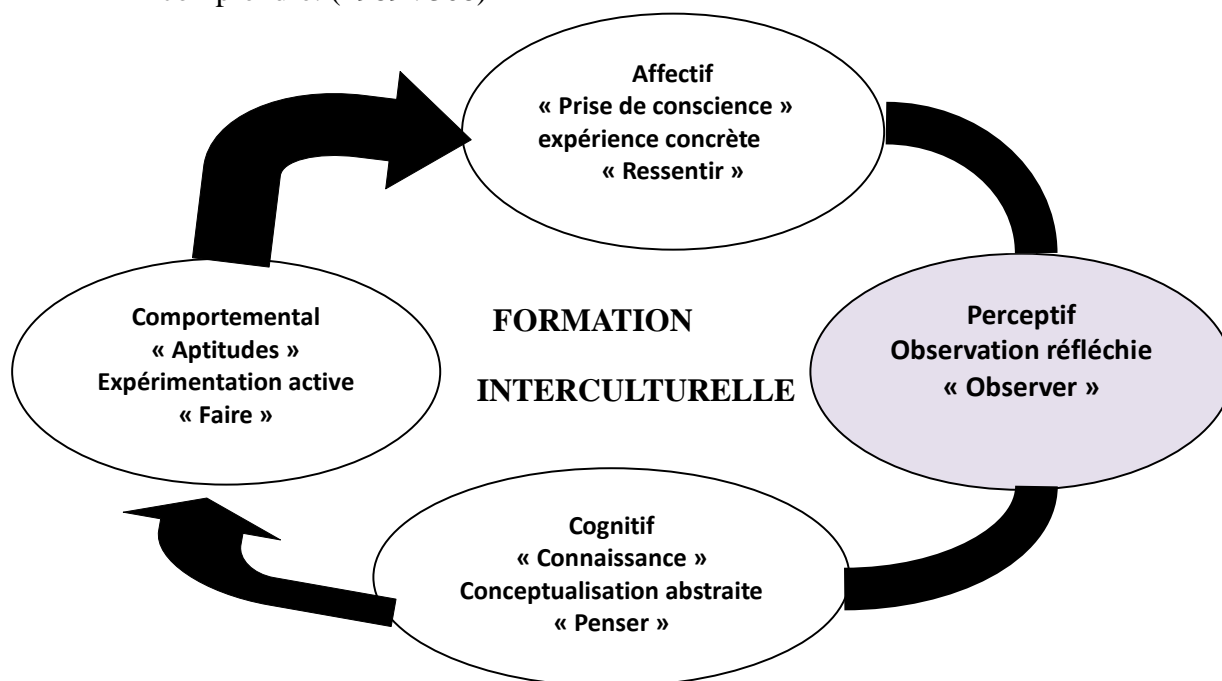 Affectif
« Prise de conscience »
expérience concrète
« Ressentir »
Perceptif
Observation réfléchie
« Observer »
FORMATION
INTERCULTURELLE
Comportemental
« Aptitudes »
Expérimentation active
« Faire »
Cognitif
« Connaissance »
Conceptualisation abstraite
« Penser »